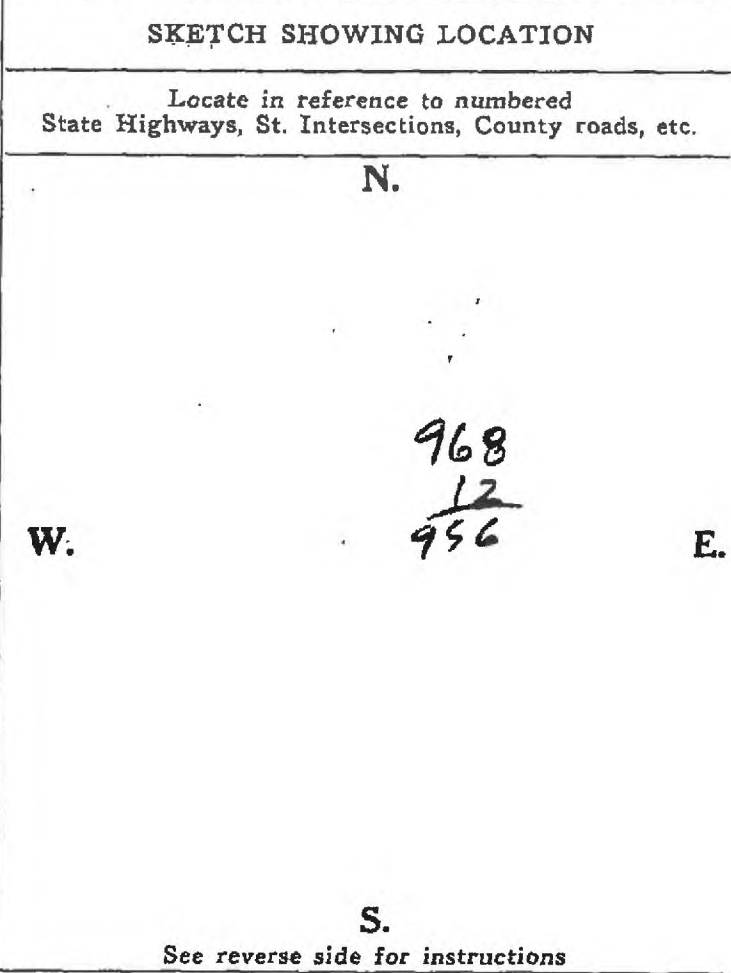 SKETCH SHOWING LOCATION
Locate in reference to numbered
State Highways, St. Intersections, County roads, etc.
N.
968
12
W. 956 E.
S.
See reverse side for instructions